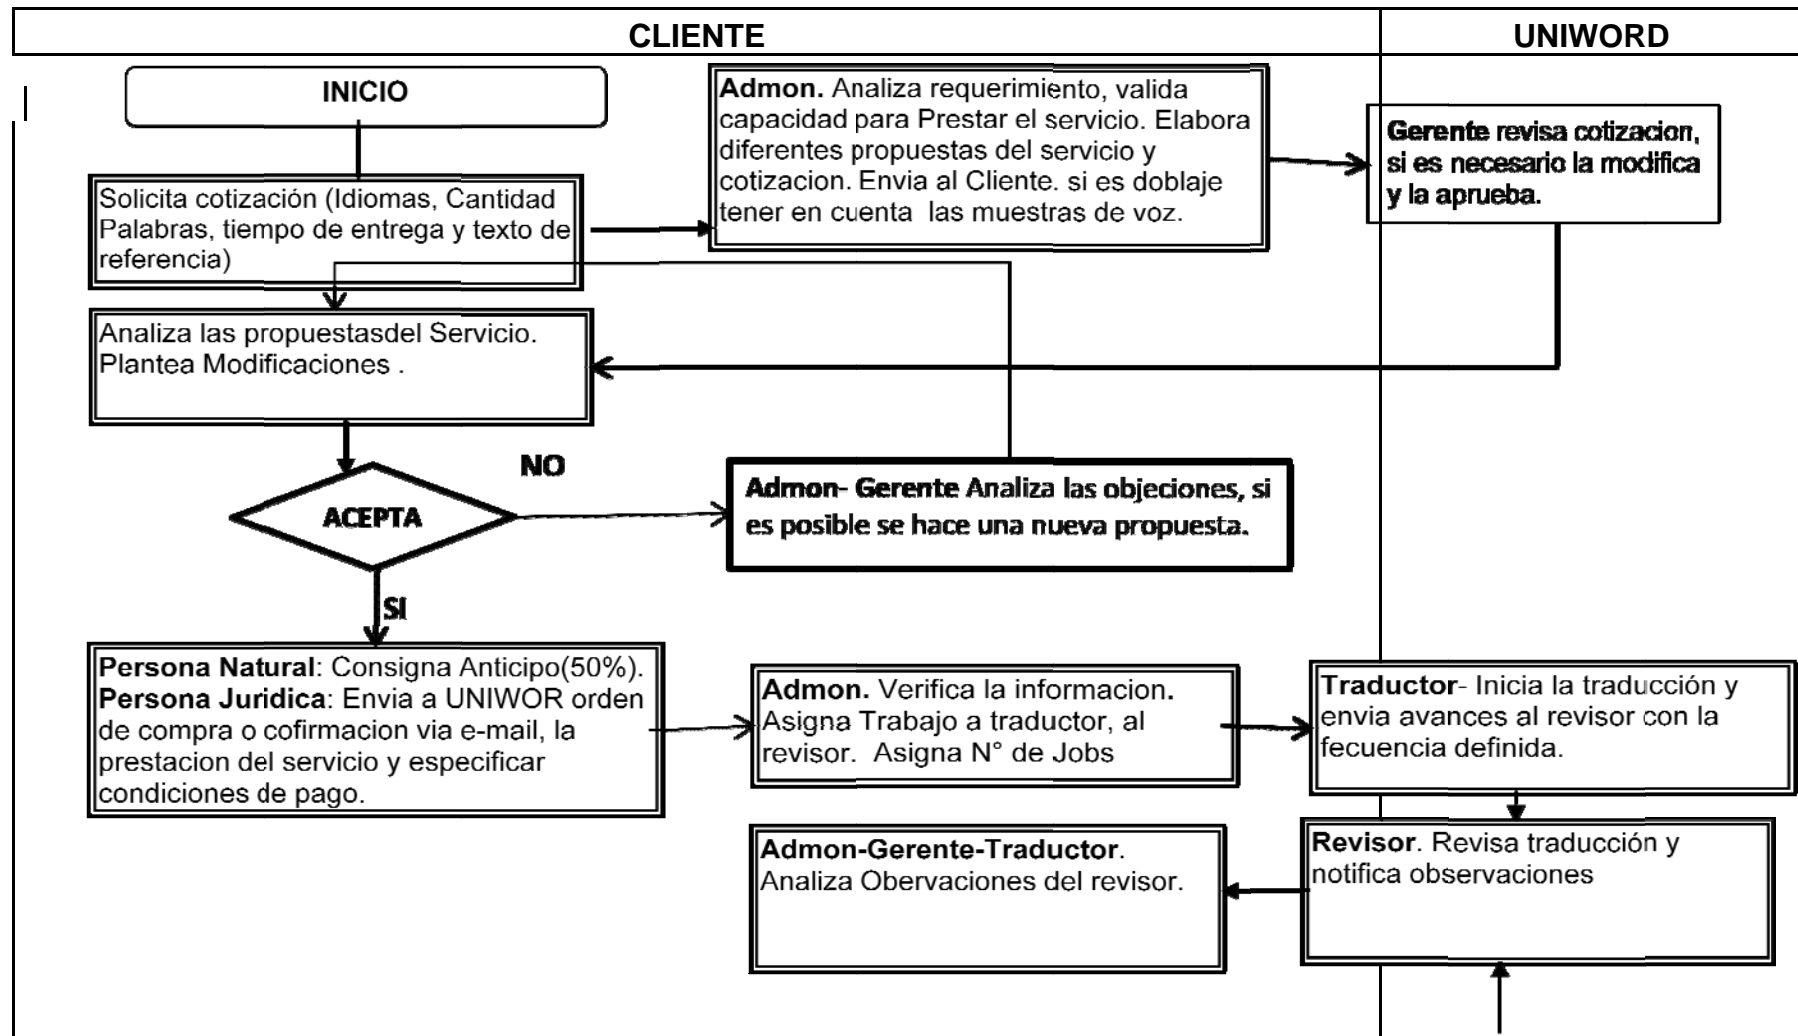 CLIENTE
UNIWORD
INICIO
Admon. Analiza requerimiento, valida
capacidad para Prestar el servicio. Elabora
diferentes propuestas del servicio y
cotizacion. Envia al Cliente. si es doblaje
tener en cuenta las muestras de voz.
Gerente revisa cotizacion,
si es necesario la modifica
y la aprueba.
Solicita cotización (Idiomas, Cantidad
Palabras, tiempo de entrega y texto de
referencia)
Analiza las propuestasdel Servicio.
Plantea Modificaciones .
NO
ACEPTA
Admon- Gerente Analiza las objeciones, si
es posible se hace una nueva propuesta.
SI
Persona Natural: Consigna Anticipo(50%).
Persona Juridica: Envia a UNIWOR orden
de compra o cofirmacion via e-mail, la
prestacion del servicio y especificar
condiciones de pago.
Admon. Verifica la informacion.
Asigna Trabajo a traductor, al
revisor. Asigna N° de Jobs
Traductor- Inicia la traducción y
envia avances al revisor con la
fecuencia definida.
Admon-Gerente-Traductor.
Analiza Obervaciones del revisor.
Revisor. Revisa traducción y
notifica observaciones